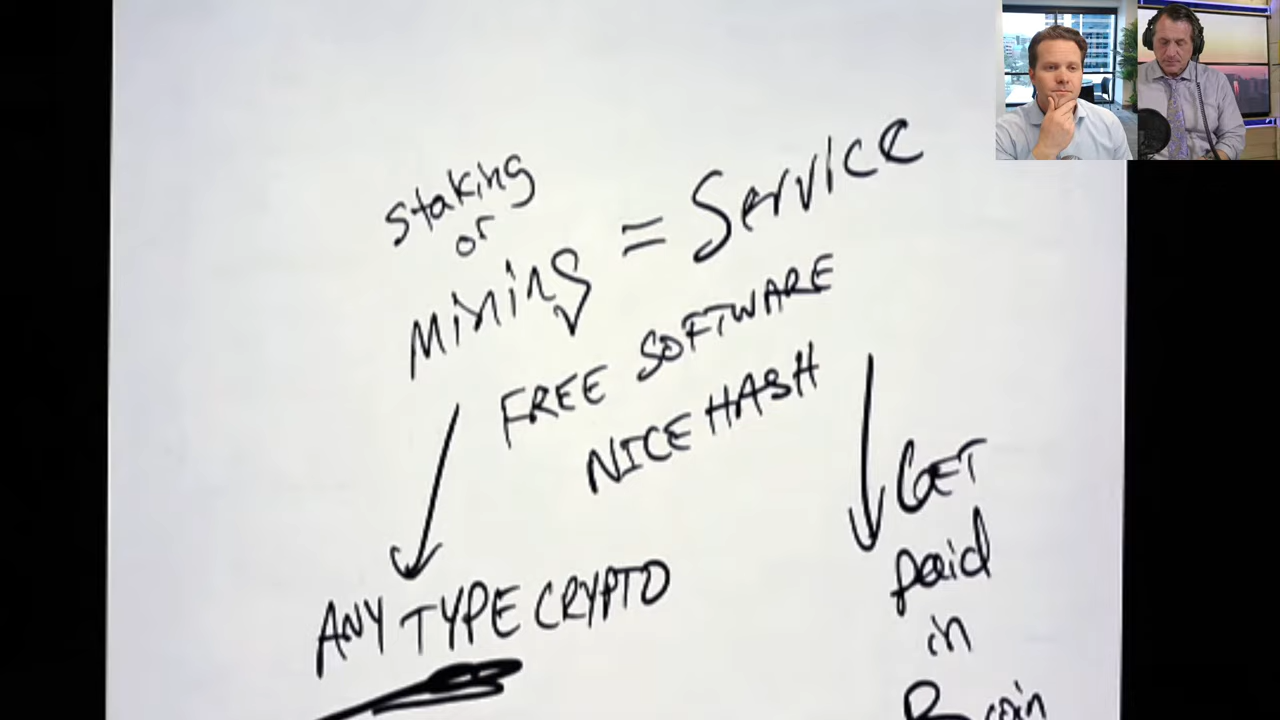 staking
or
Mining = Service
FREE SOFTWARE
NICE HASH
ANY TYPE CRYPTO
GET
paid
in